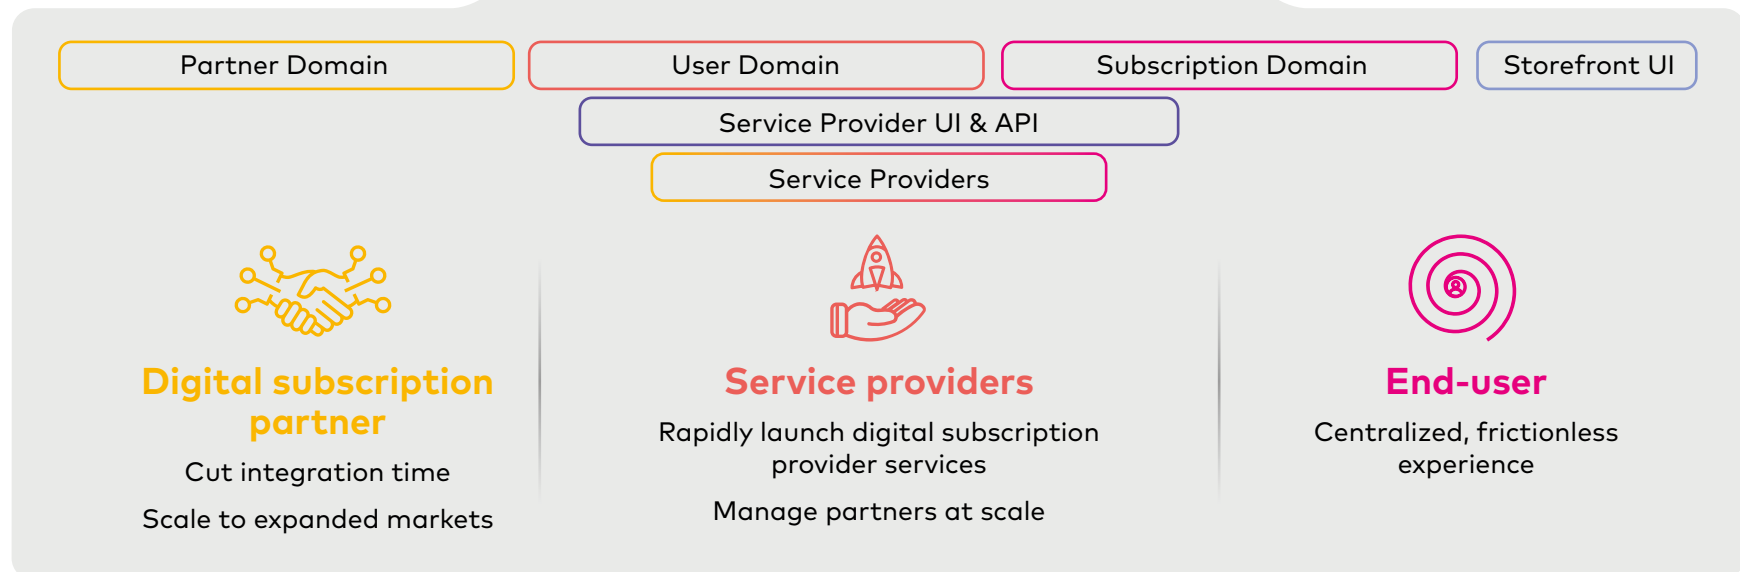 Partner Domain
User Domain
Subscription Domain
Storefront UI
Service Provider UI & API
Service Providers
Digital subscription
partner
Cut integration time
Scale to expanded markets
Service providers
Rapidly launch digital subscription
provider services
Manage partners at scale
End-user
Centralized, frictionless
experience